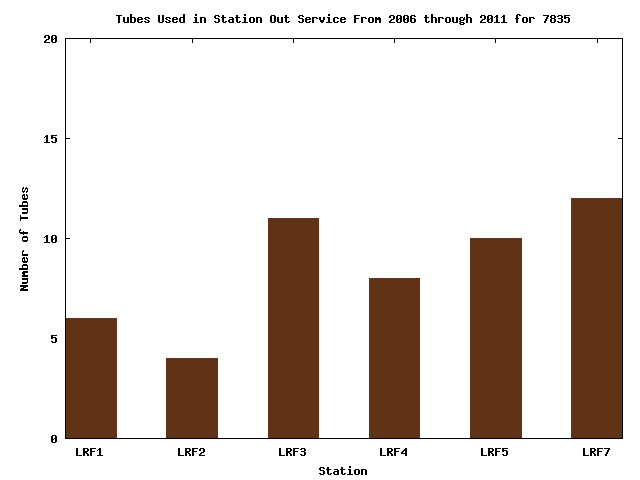 Tubes Used in Station Out Service From 2006 through 2011 for 7835
20
15
10
5
0
Number of Tubes
LRF1 LRF2 LRF3 LRF4 LRF5 LRF7
Station